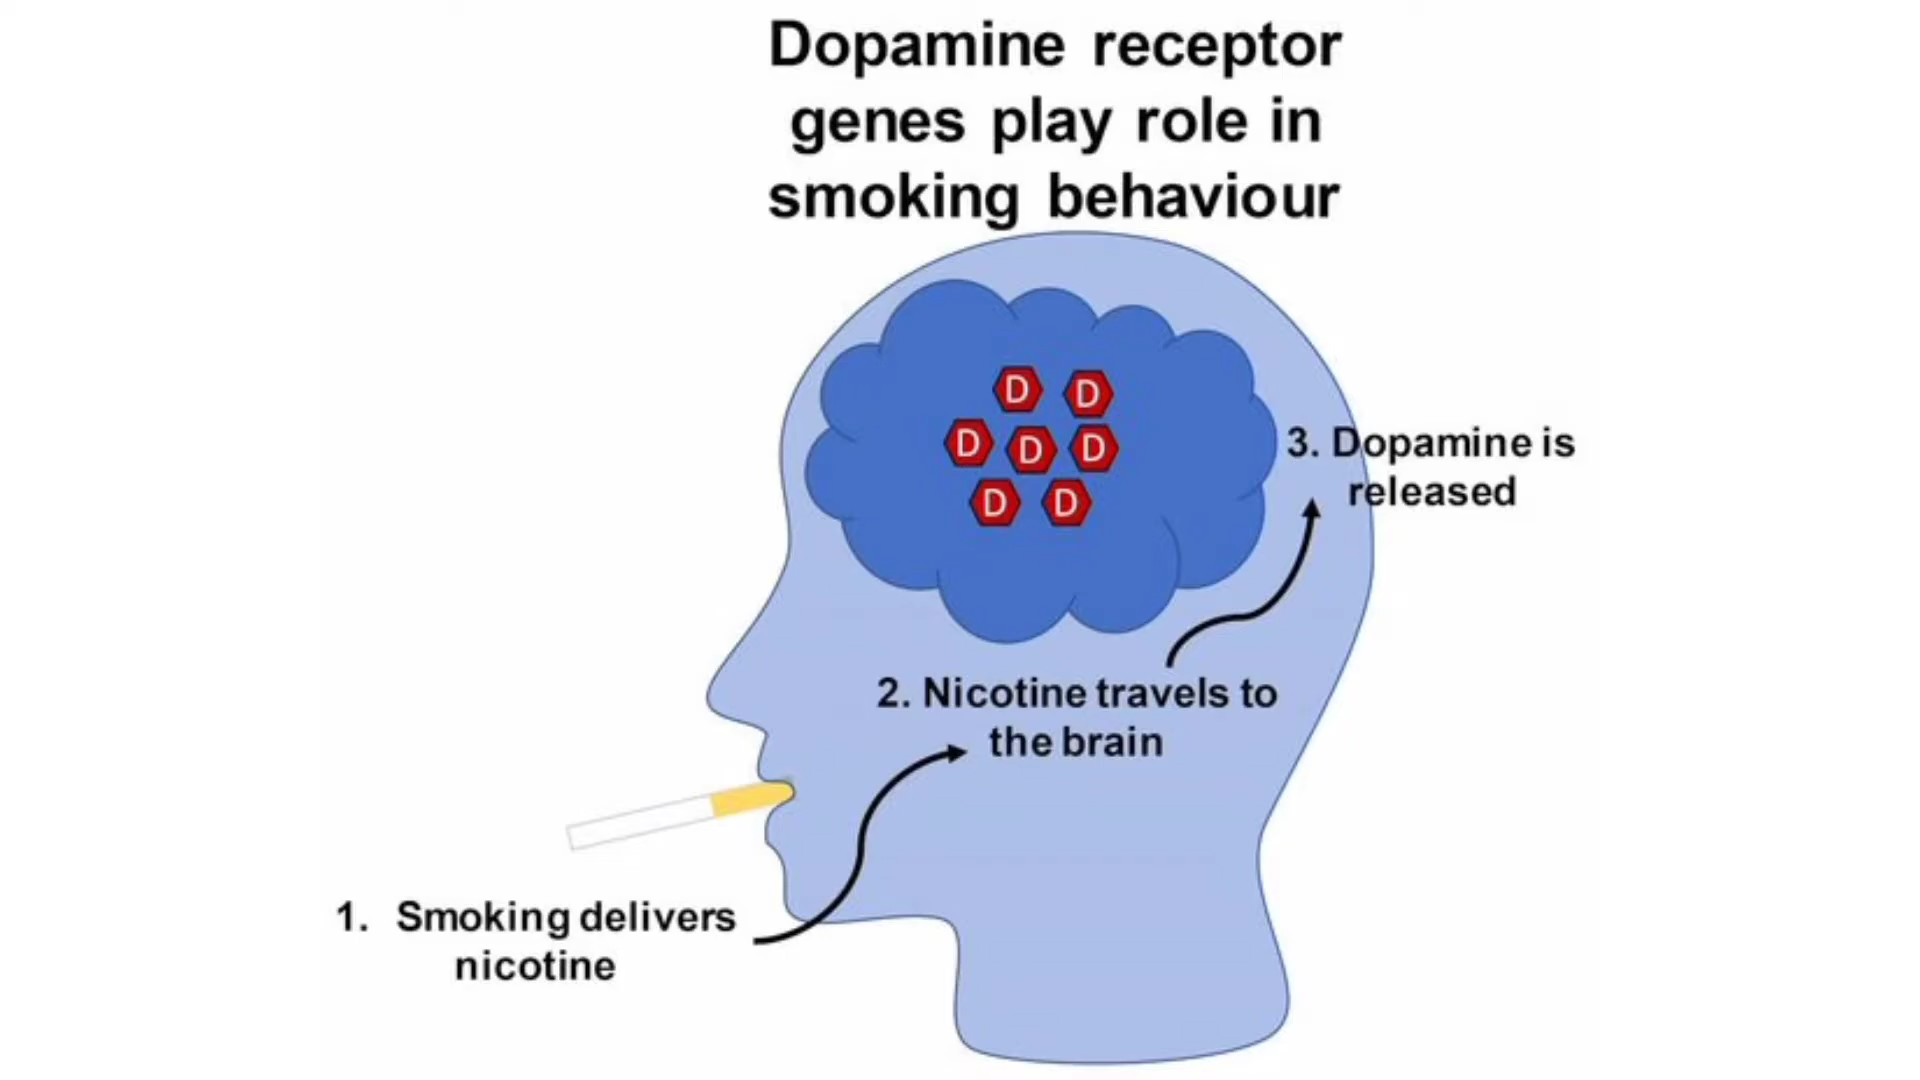 Dopamine receptor
genes play role in
smoking behaviour
D D
D D D
D D
3. Dopamine is
released
2. Nicotine travels to
the brain
1. Smoking delivers
nicotine